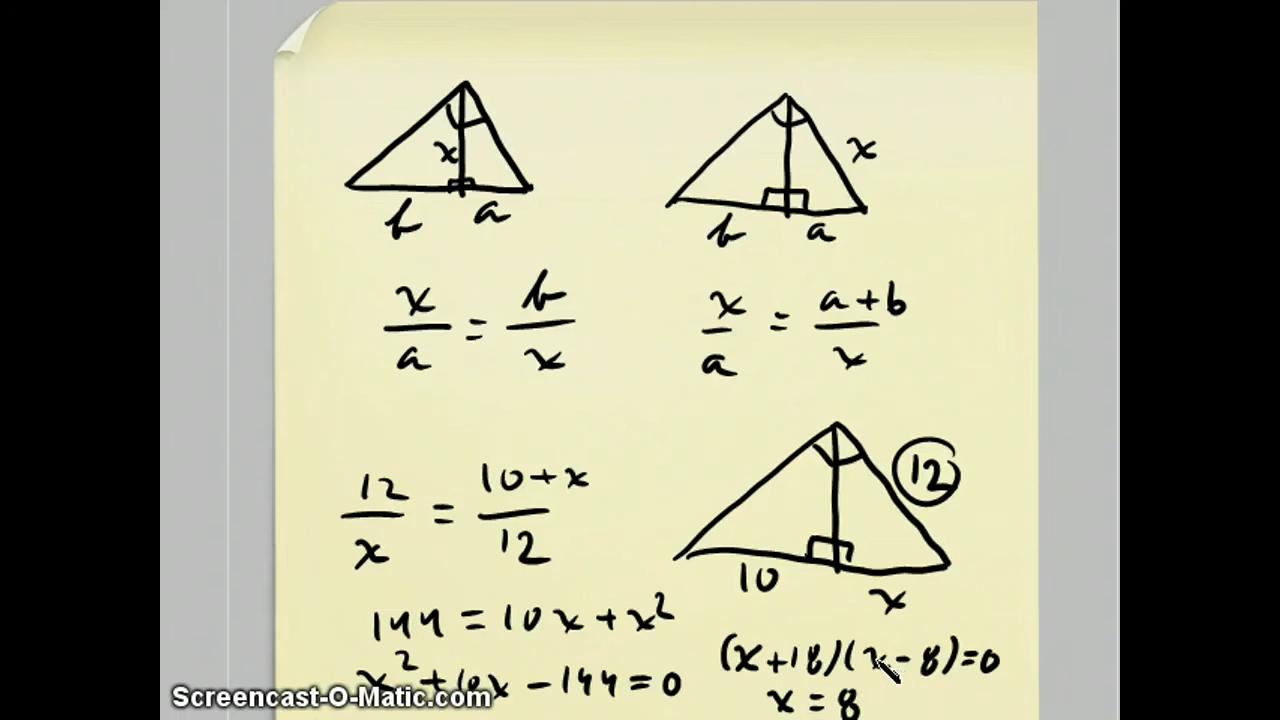 x
b a
x
b a
x/a = b/x
x/a = a+b/x
12/x = 10+x/12
12
10
x
144 = 10x + x²
x² + 10x - 144 = 0
(x+18)(x-8)=0
x = 8
Screencast-O-Matic.com